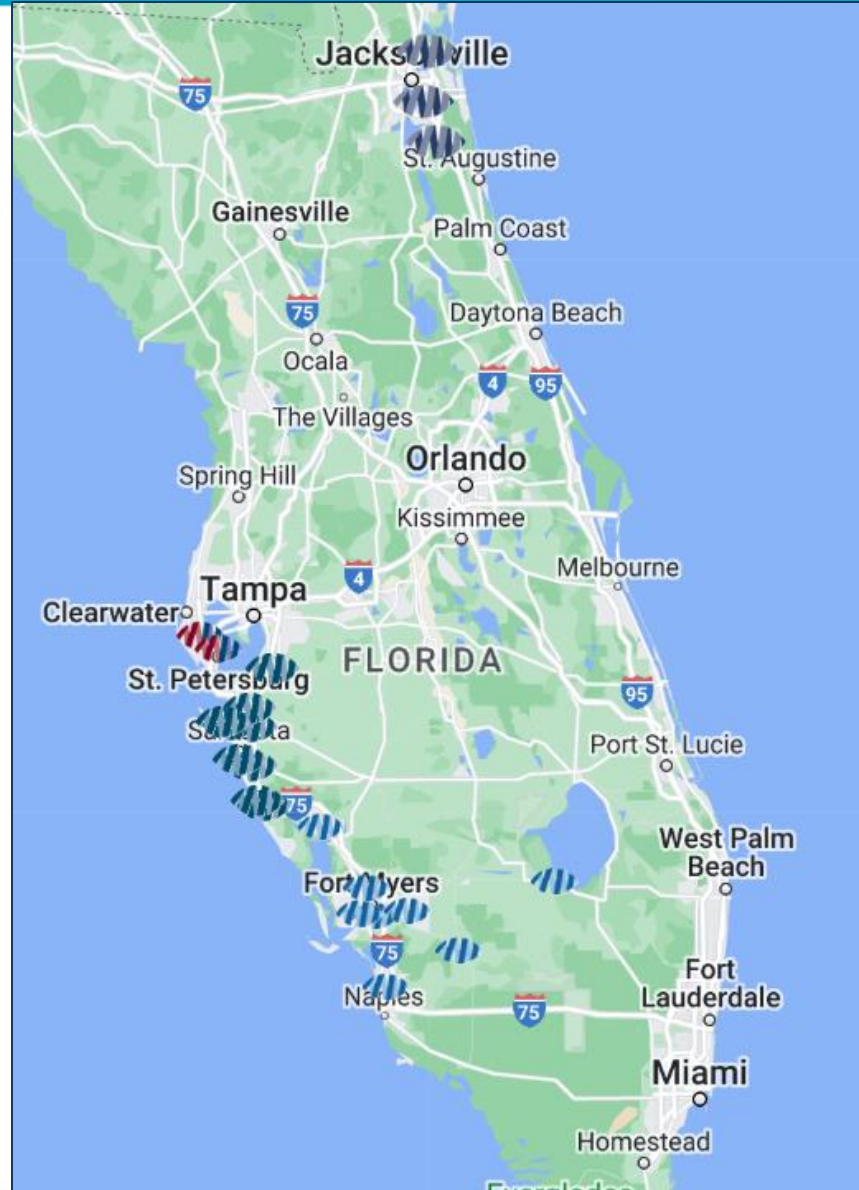 Jacksonville
75
St. Augustine
Gainesville
Palm Coast
75
Daytona Beach
Ocala
4
95
The Villages
Orlando
Spring Hill
Kissimmee
4
Melbourne
Tampa
Clearwater
FLORIDA
St. Petersburg
95
Sarasota
Port St. Lucie
75
West Palm
Beach
Fort Myers
75
Fort
Lauderdale
Naples
75
Miami
Homestead
Everglades